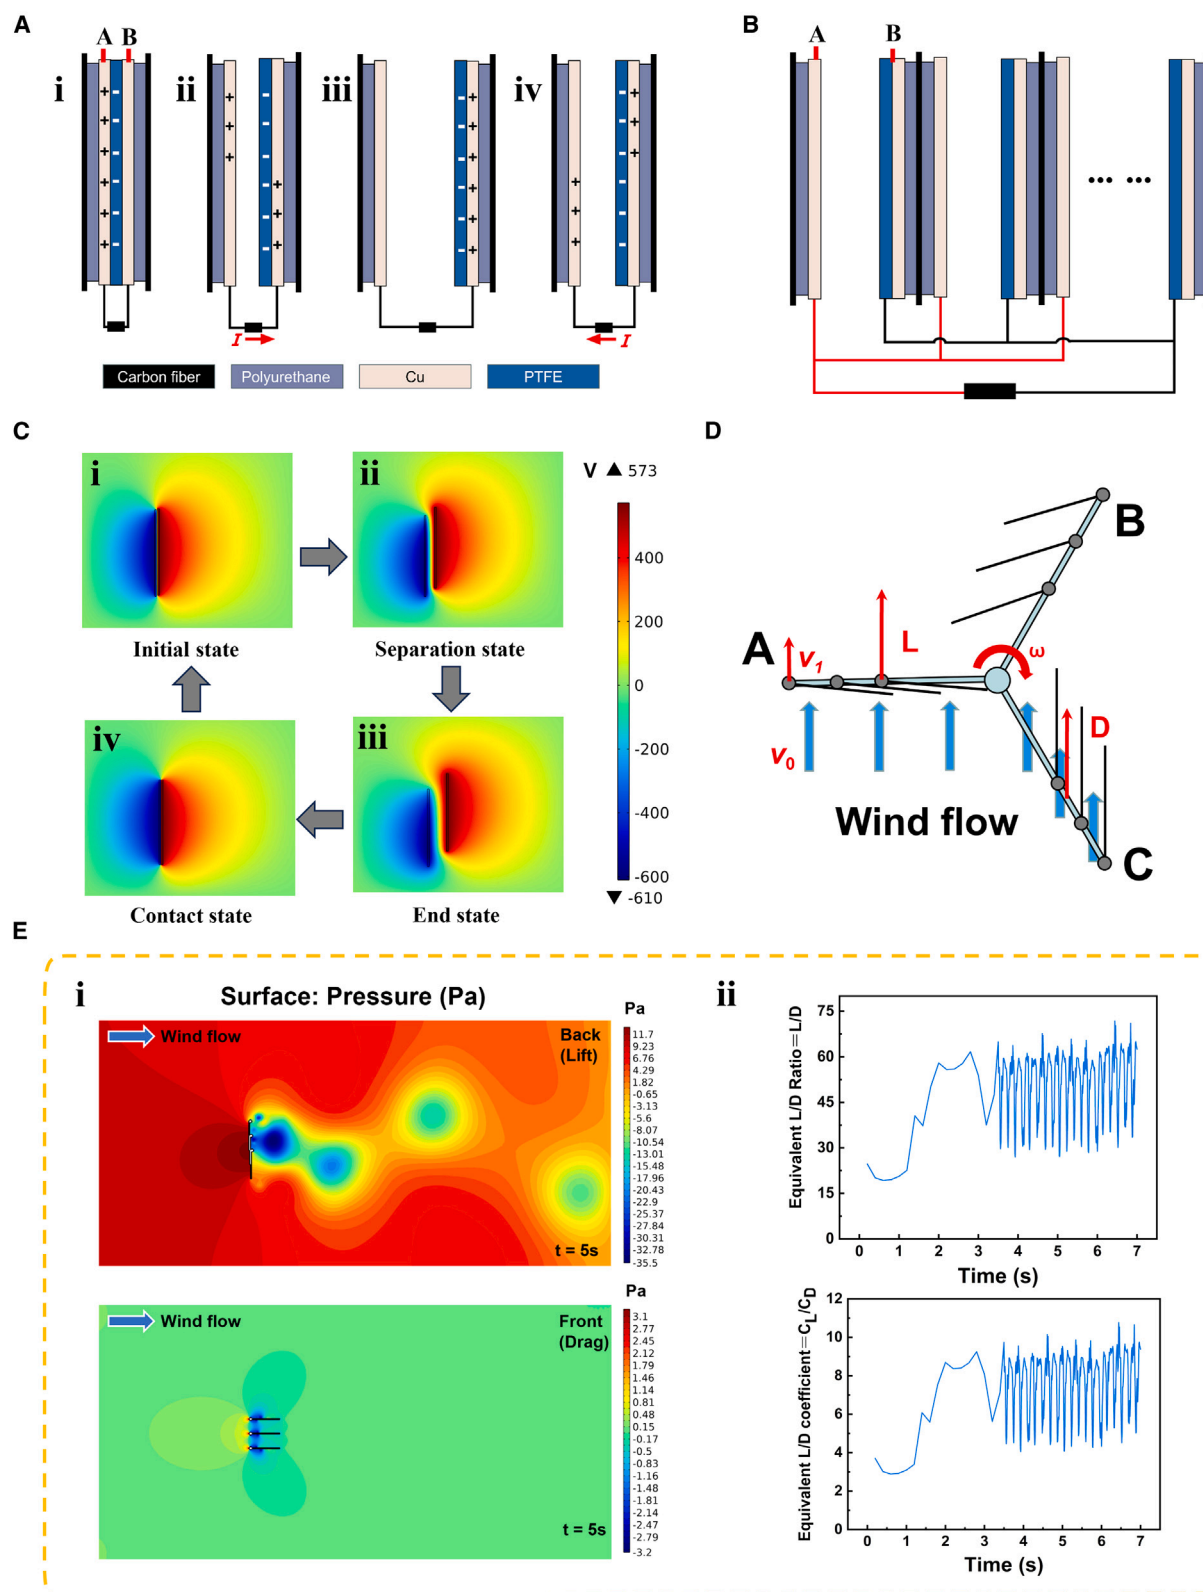 A
A B
i
ii
iii
iv
I
I
Carbon fiber
Polyurethane
Cu
PTFE
B
A
B
... ...
C
i
ii
V ▲ 573
400
200
0
-200
-400
-600
▼ -610
Initial state
Separation state
iv
iii
Contact state
End state
D
B
A
V1
L
ω
D
V0
Wind flow
C
E
i
Surface: Pressure (Pa)
Wind flow
Back
(Lift)
t = 5s
Pa
11.7
9.23
6.76
4.29
1.82
-0.65
-3.13
-5.6
-8.07
-10.54
-13.01
-15.48
-17.96
-20.43
-22.9
-25.37
-27.84
-30.31
-32.78
-35.5
Wind flow
Front
(Drag)
t = 5s
Pa
3.1
2.77
2.45
2.12
1.79
1.46
1.14
0.81
0.48
0.15
-0.17
-0.5
-0.83
-1.16
-1.48
-1.81
-2.14
-2.47
-2.79
-3.2
ii
Equivalent L/D Ratio=L/D
75
60
45
30
15
0
0 1 2 3 4 5 6 7
Time (s)
Equivalent L/D coefficient=CL/CD
12
10
8
6
4
2
0
0 1 2 3 4 5 6 7
Time (s)